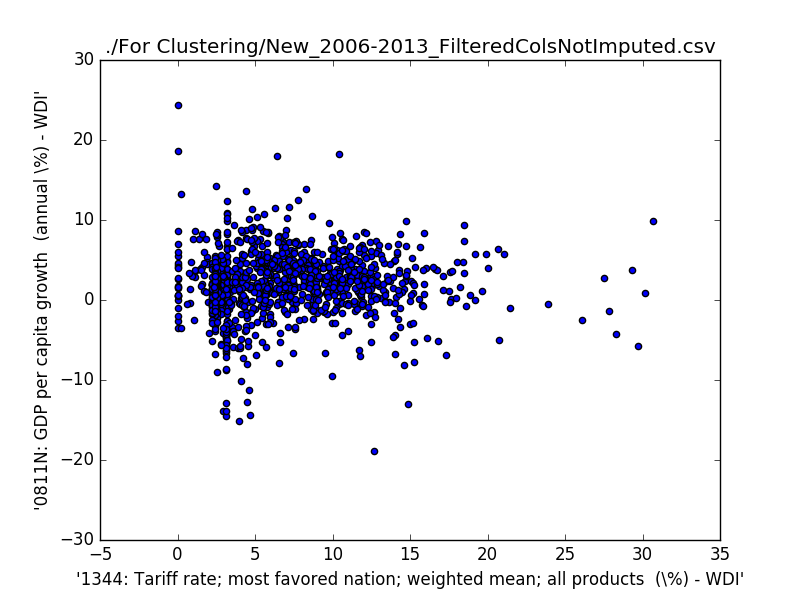 ./For Clustering/New_2006-2013_FilteredColsNotImputed.csv
30
20
10
0
−10
−20
−30
'0811N: GDP per capita growth  (annual \%) - WDI'
−5 0 5 10 15 20 25 30 35
'1344: Tariff rate; most favored nation; weighted mean; all products  (\%) - WDI'